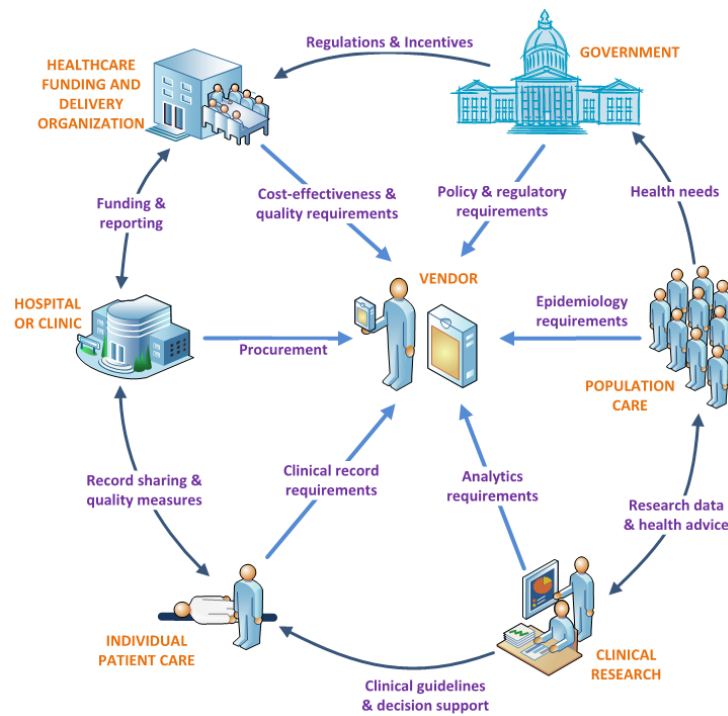 Regulations & Incentives
GOVERNMENT
HEALTHCARE
FUNDING AND
DELIVERY
ORGANIZATION
Funding &
reporting
Cost-effectiveness &
quality requirements
Policy & regulatory
requirements
Health needs
VENDOR
HOSPITAL
OR CLINIC
Procurement
Epidemiology
requirements
POPULATION
CARE
Record sharing &
quality measures
Clinical record
requirements
Analytics
requirements
Research data
& health advice
INDIVIDUAL
PATIENT CARE
CLINICAL
RESEARCH
Clinical guidelines
& decision support